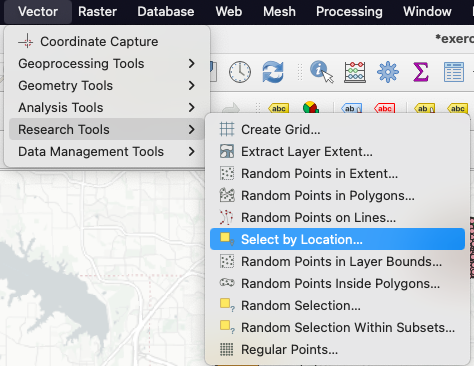 Vector Raster Database Web Mesh Processing Window
Coordinate Capture
*exerc
Geoprocessing Tools
Geometry Tools
Analysis Tools
abc abc abc abc abc
Research Tools
Create Grid...
Data Management Tools
Extract Layer Extent...
Random Points in Extent...
Random Points in Polygons...
Random Points on Lines...
Select by Location...
Random Points in Layer Bounds...
Random Points Inside Polygons...
Random Selection...
Random Selection Within Subsets...
Regular Points...